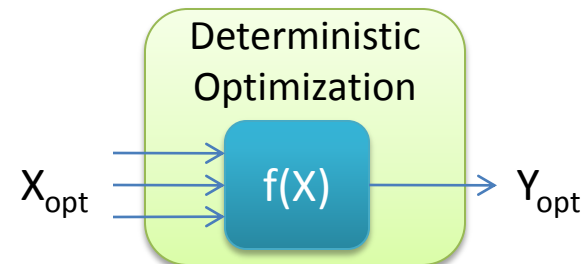 Deterministic
Optimization
X_opt
f(X)
Y_opt